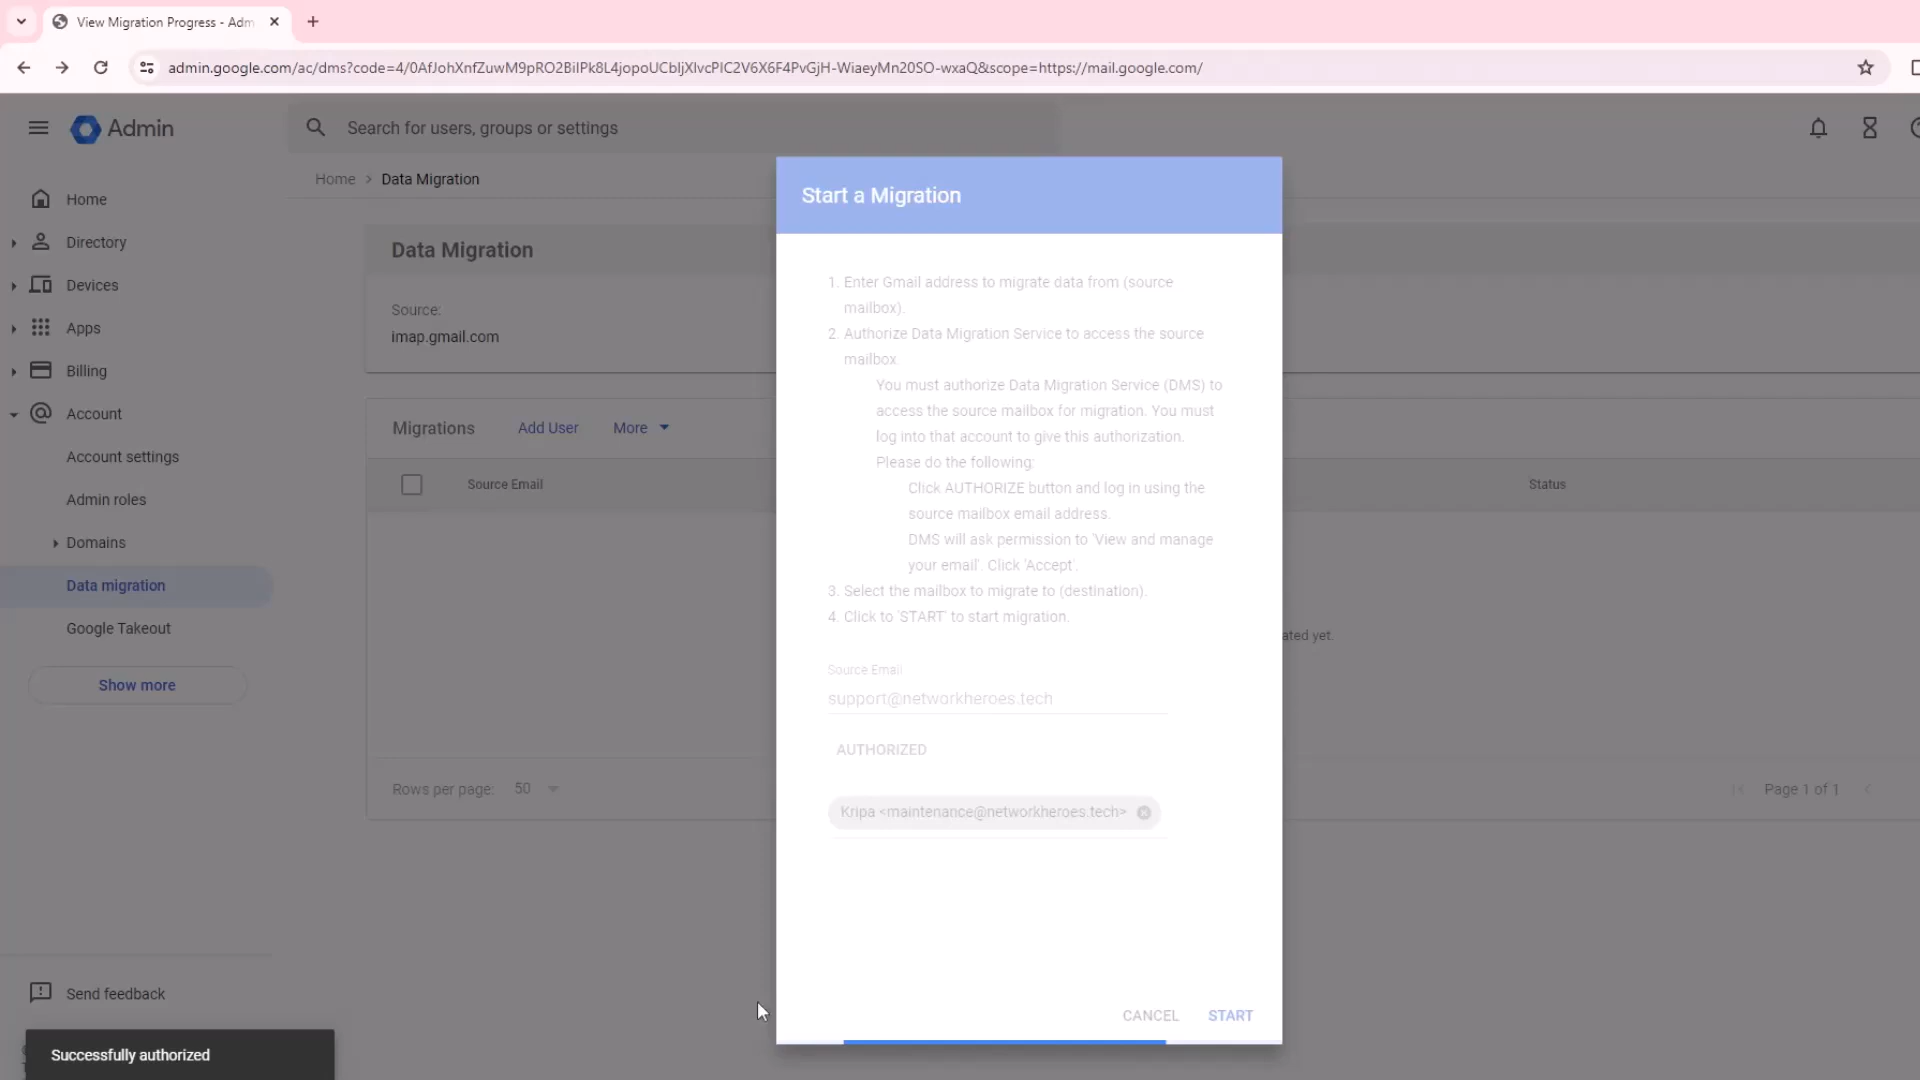 View Migration Progress - Adm
admin.google.com/ac/dms?code=4/0AfJohXnfZuwM9pRO2BiIPk8L4jopoUCbljXlvcPIC2V6X6F4PvGjH-WiaeyMn20SO-wxaQ&scope=https://mail.google.com/
Admin
Search for users, groups or settings
Home > Data Migration
Home
Directory
Devices
Apps
Billing
Account
Account settings
Admin roles
Domains
Data migration
Google Takeout
Show more
Send feedback
Successfully authorized
Data Migration
Source:
imap.gmail.com
Migrations Add User More
Source Email Status
ated yet.
Rows per page: 50 Page 1 of 1
Start a Migration
1. Enter Gmail address to migrate data from (source
mailbox).
2. Authorize Data Migration Service to access the source
mailbox.
You must authorize Data Migration Service (DMS) to
access the source mailbox for migration. You must
log into that account to give this authorization.
Please do the following:
Click AUTHORIZE button and log in using the
source mailbox email address.
DMS will ask permission to 'View and manage
your email'. Click 'Accept'.
3. Select the mailbox to migrate to (destination).
4. Click to 'START' to start migration.
Source Email
support@networkheroes.tech
AUTHORIZED
Kripa <maintenance@networkheroes.tech>
CANCEL START